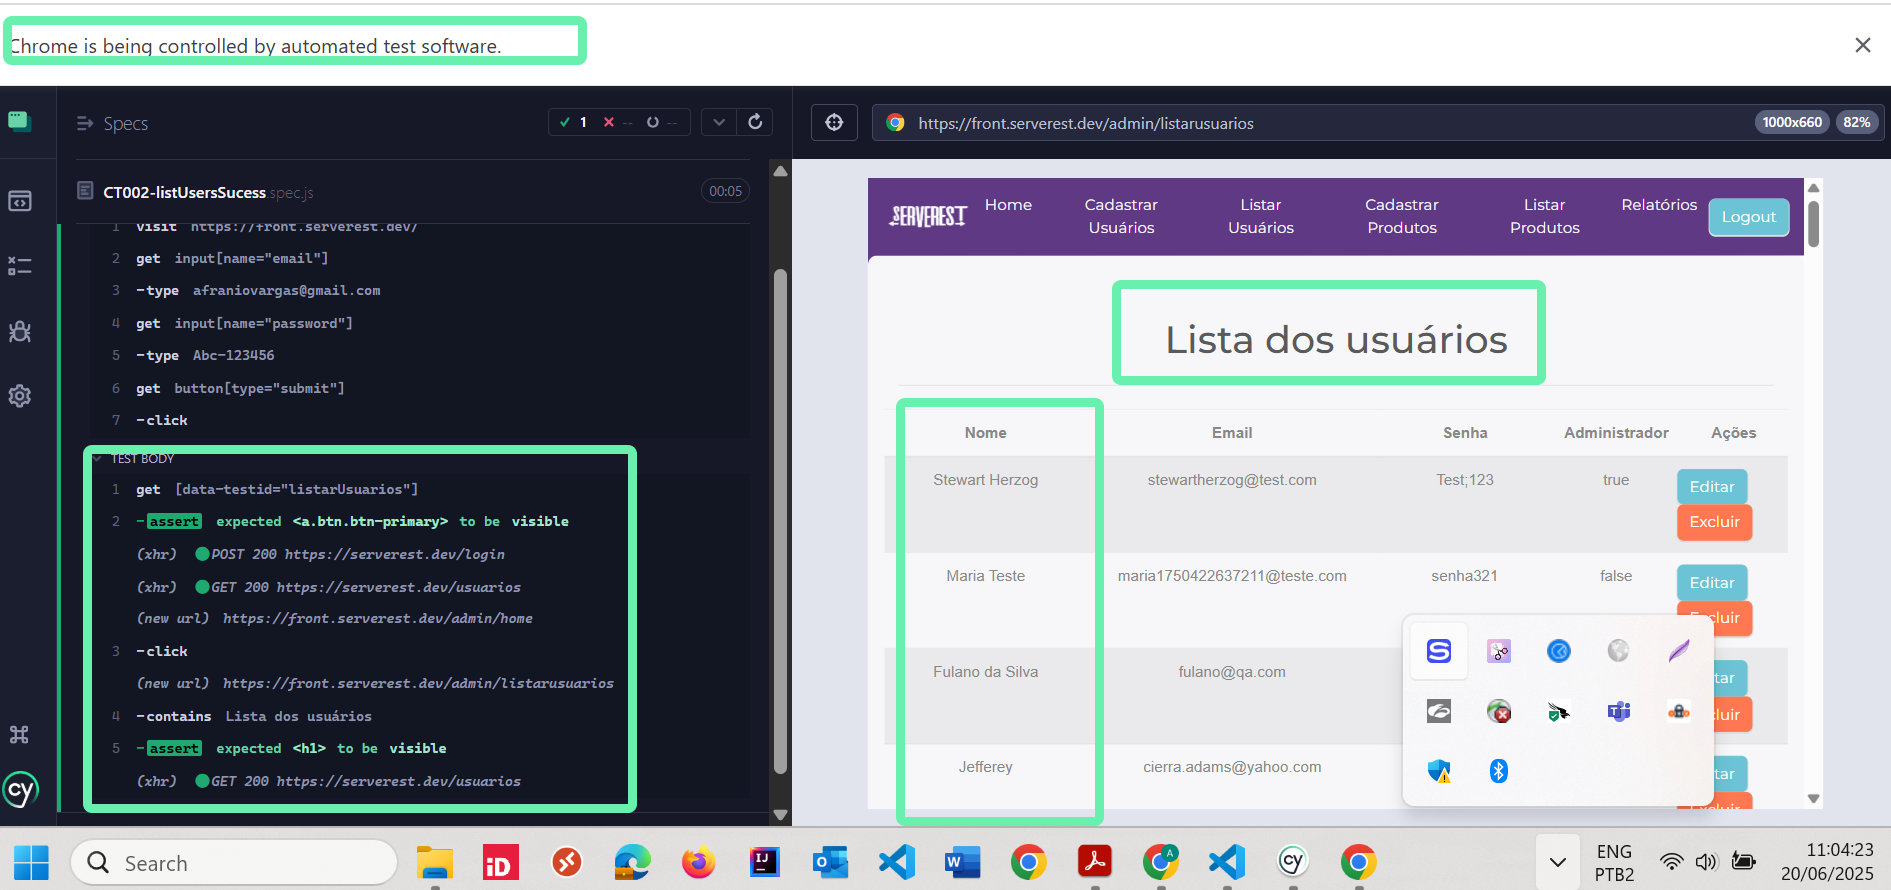 Chrome is being controlled by automated test software.
Specs
1 -- --
https://front.serverest.dev/admin/listarusuarios
1000x660 82%
CT002-listUsersSucess.spec.js
00:05
1 visit https://front.serverest.dev/
2 get input[name="email"]
3 -type afraniovargas@gmail.com
4 get input[name="password"]
5 -type Abc-123456
6 get button[type="submit"]
7 -click
TEST BODY
1 get [data-testid="listarUsuarios"]
2 -assert expected <a.btn.btn-primary> to be visible
(xhr) POST 200 https://serverest.dev/login
(xhr) GET 200 https://serverest.dev/usuarios
(new url) https://front.serverest.dev/admin/home
3 -click
(new url) https://front.serverest.dev/admin/listarusuarios
4 -contains Lista dos usuários
5 -assert expected <h1> to be visible
(xhr) GET 200 https://serverest.dev/usuarios
cy
SERVEREST
Home
Cadastrar
Usuários
Listar
Usuários
Cadastrar
Produtos
Listar
Produtos
Relatórios
Logout
Lista dos usuários
Nome Email Senha Administrador Ações
Stewart Herzog stewartherzog@test.com Test;123 true Editar
Excluir
Maria Teste maria1750422637211@teste.com senha321 false Editar
cluir
Fulano da Silva fulano@qa.com tar
luir
Jefferey cierra.adams@yahoo.com tar
Search
iD
IJ
W
A
cy
ENG
PTB2
11:04:23
20/06/2025